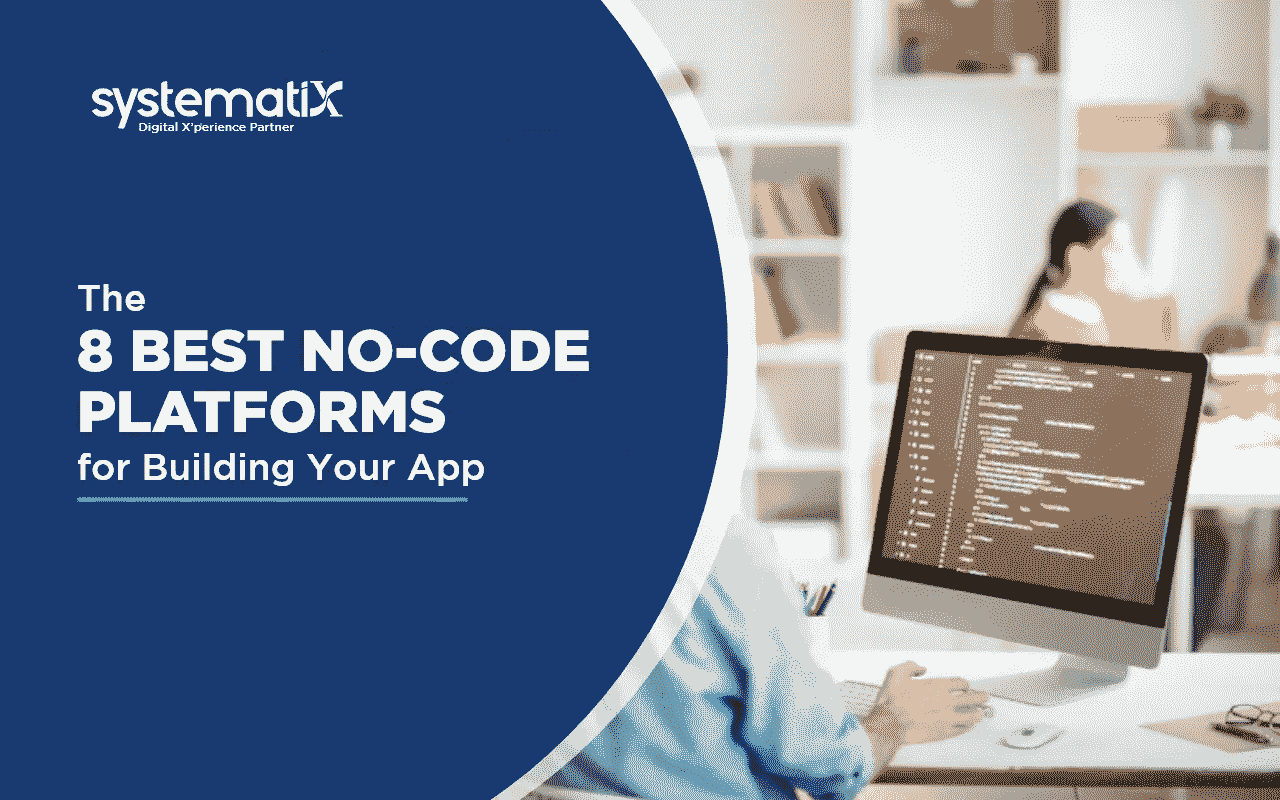 systematiX
Digital X'perience Partner
The
8 BEST NO-CODE
PLATFORMS
for Building Your App